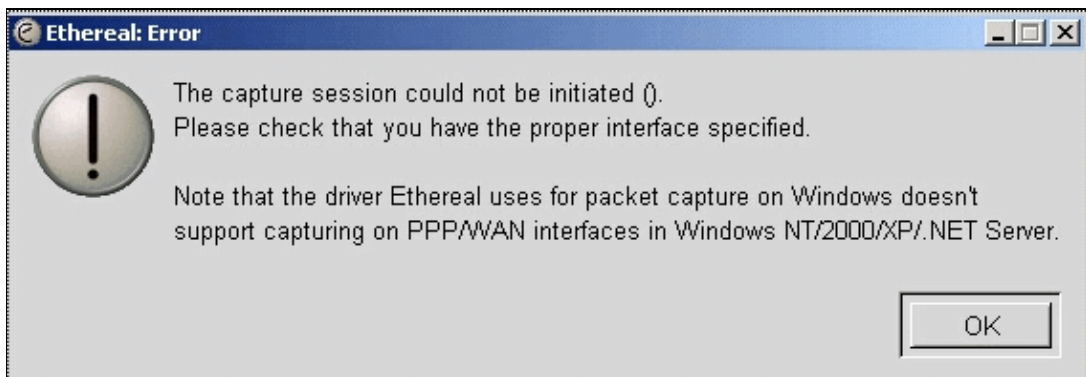 Ethereal: Error
The capture session could not be initiated ().
Please check that you have the proper interface specified.
Note that the driver Ethereal uses for packet capture on Windows doesn't
support capturing on PPP/WAN interfaces in Windows NT/2000/XP/.NET Server.
OK